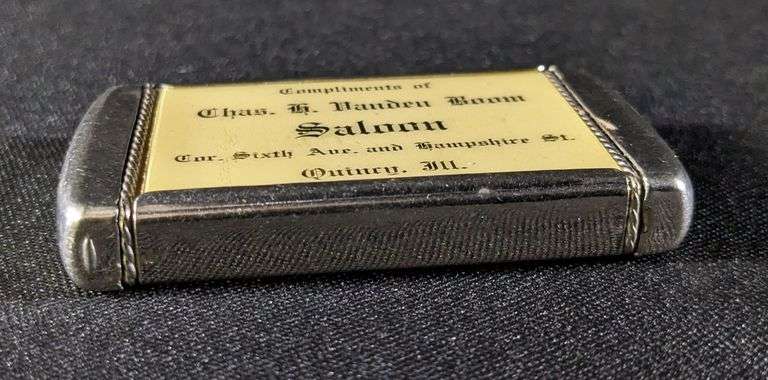 Compliments of
Chas. H. Vanden Boom
Saloon
Cor. Sixth Ave. and Hampshire St.
Quincy, Ill.